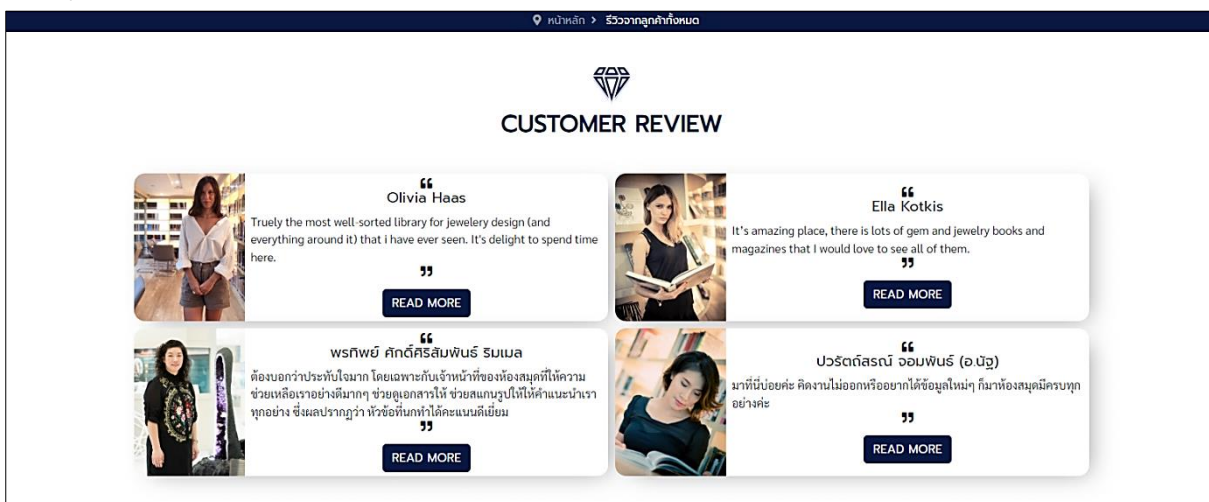 หน้าหลัก > รีวิวจากลูกค้าทั้งหมด
CUSTOMER REVIEW
❝
Olivia Haas
Truely the most well-sorted library for jewelery design (and
everything around it) that i have ever seen. It's delight to spend time
here.
❞
READ MORE
❝
Ella Kotkis
It's amazing place, there is lots of gem and jewelry books and
magazines that I would love to see all of them.
❞
READ MORE
❝
พรทิพย์ ศักดิ์ศิริสัมพันธ์ ริมเมล
ต้องบอกว่าประทับใจมาก โดยเฉพาะกับเจ้าหน้าที่ของห้องสมุดที่ให้ความ
ช่วยเหลือเราอย่างดีมากๆ ช่วยดูเอกสารให้ ช่วยสแกนรูปให้ให้คำแนะนำเรา
ทุกอย่าง ซึ่งผลปรากฏว่า หัวข้อที่นกทำได้คะแนนดีเยี่ยม
❞
READ MORE
❝
ปวรัตถ์สรณ์ จอมพันธ์ (อ.นัฐ)
มาที่นี่บ่อยค่ะ คิดงานไม่ออกหรืออยากได้ข้อมูลใหม่ๆ ก็มาห้องสมุดมีครบทุก
อย่างค่ะ
❞
READ MORE